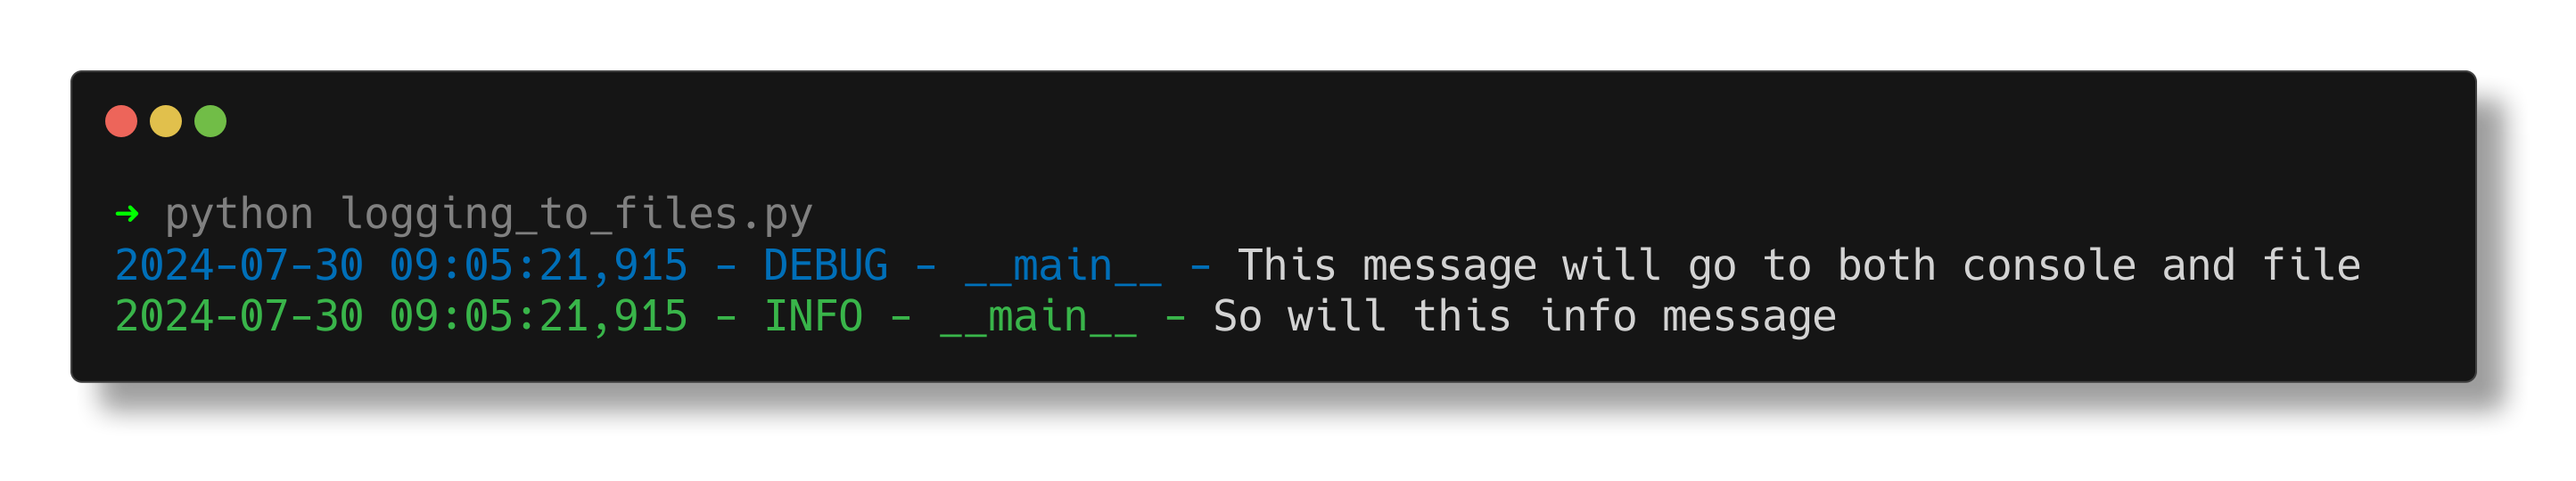 ➜ python logging_to_files.py
2024-07-30 09:05:21,915 - DEBUG - __main__ - This message will go to both console and file
2024-07-30 09:05:21,915 - INFO - __main__ - So will this info message